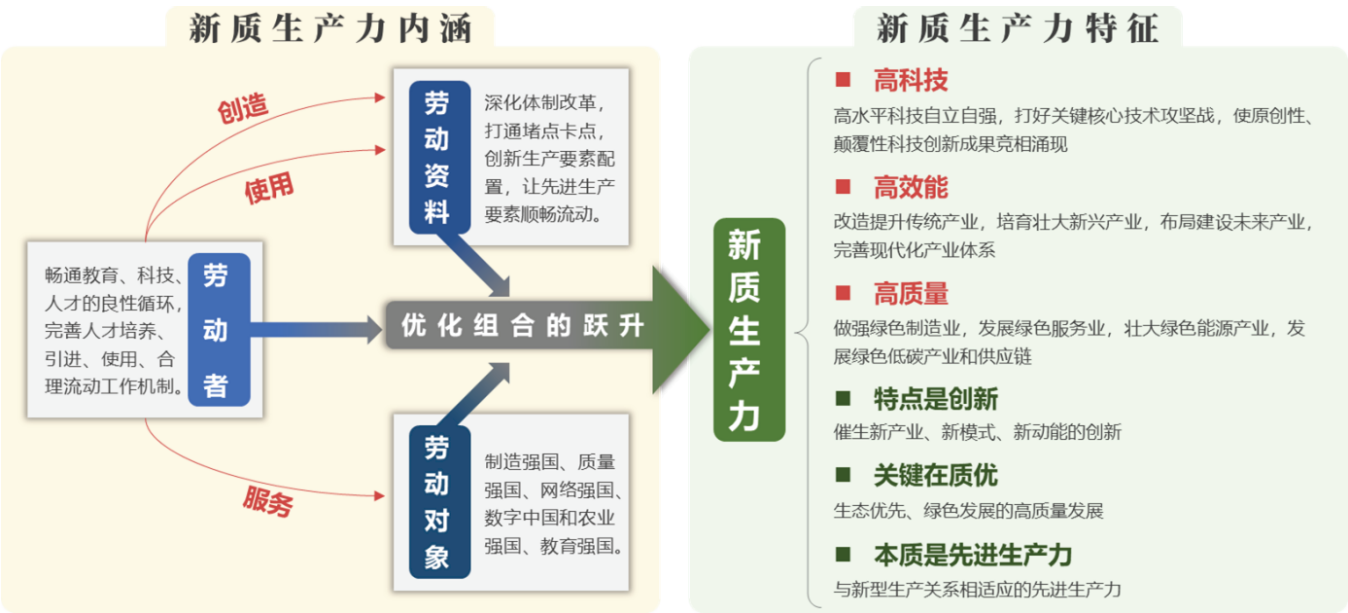 新质生产力内涵
创造
使用
劳动资料
深化体制改革，
打通堵点卡点，
创新生产要素配
置，让先进生产
要素顺畅流动。
畅通教育、科技、
人才的良性循环，
完善人才培养、
引进、使用、合
理流动工作机制。
劳动者
优化组合的跃升
服务
劳动对象
制造强国、质量
强国、网络强国、
数字中国和农业
强国、教育强国。
新质生产力特征
新质生产力
■ 高科技
高水平科技自立自强，打好关键核心技术攻坚战，使原创性、
颠覆性科技创新成果竞相涌现
■ 高效能
改造提升传统产业，培育壮大新兴产业，布局建设未来产业，
完善现代化产业体系
■ 高质量
做强绿色制造业，发展绿色服务业，壮大绿色能源产业，发
展绿色低碳产业和供应链
■ 特点是创新
催生新产业、新模式、新动能的创新
■ 关键在质优
生态优先、绿色发展的高质量发展
■ 本质是先进生产力
与新型生产关系相适应的先进生产力